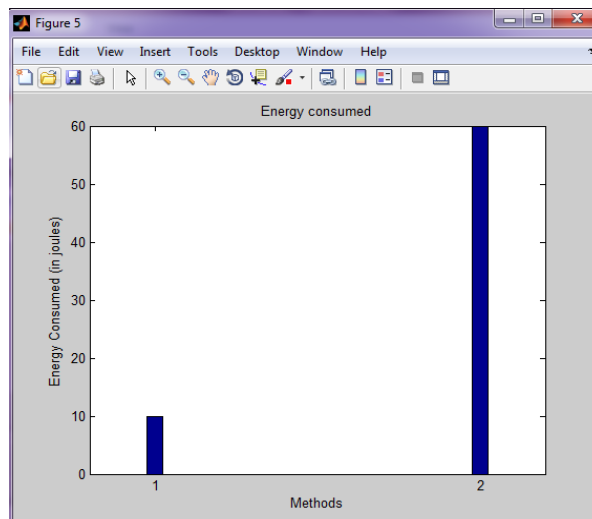 Figure 5
File Edit View Insert Tools Desktop Window Help
Energy consumed
60
50
40
30
20
10
0
Energy Consumed (in joules)
1 2
Methods